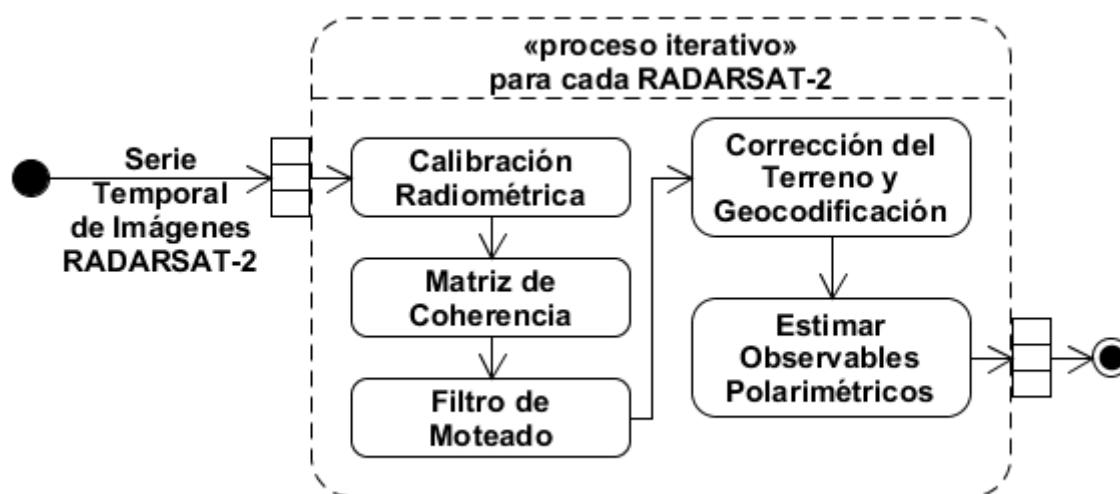 «proceso iterativo»
para cada RADARSAT-2
Serie
Temporal
de Imágenes
RADARSAT-2
Calibración
Radiométrica
Matriz de
Coherencia
Filtro de
Moteado
Corrección del
Terreno y
Geocodificación
Estimar
Observables
Polarimétricos